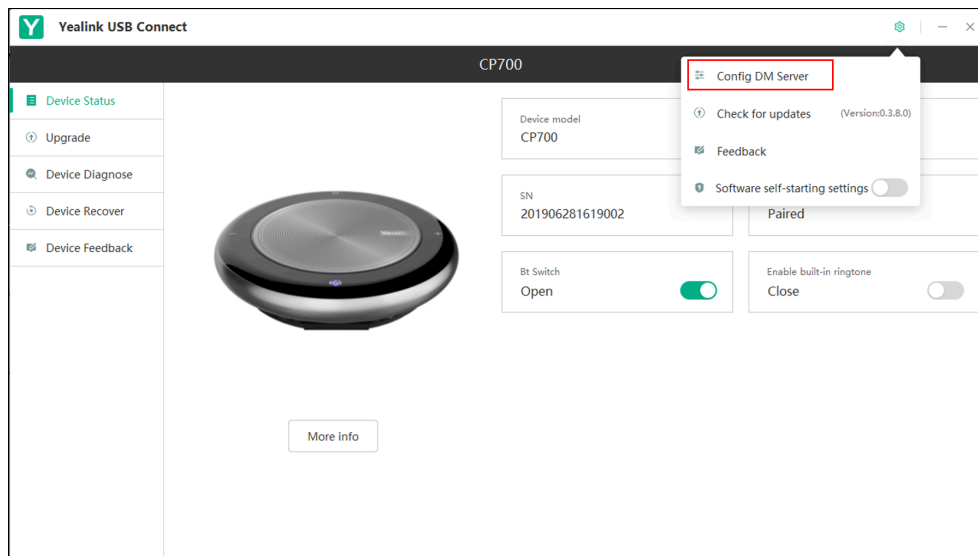 Yealink USB Connect
CP700
Config DM Server
Check for updates (Version:0.3.8.0)
Feedback
Software self-starting settings
Device Status
Upgrade
Device Diagnose
Device Recover
Device Feedback
Device model
CP700
SN
201906281619002
Paired
Bt Switch
Open
Enable built-in ringtone
Close
Yealink
More info